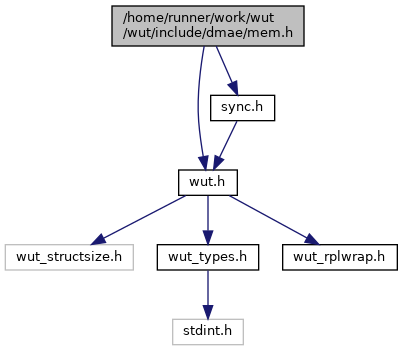 /home/runner/work/wut
/wut/include/dmae/mem.h
sync.h
wut.h
wut_structsize.h
wut_types.h
wut_rplwrap.h
stdint.h